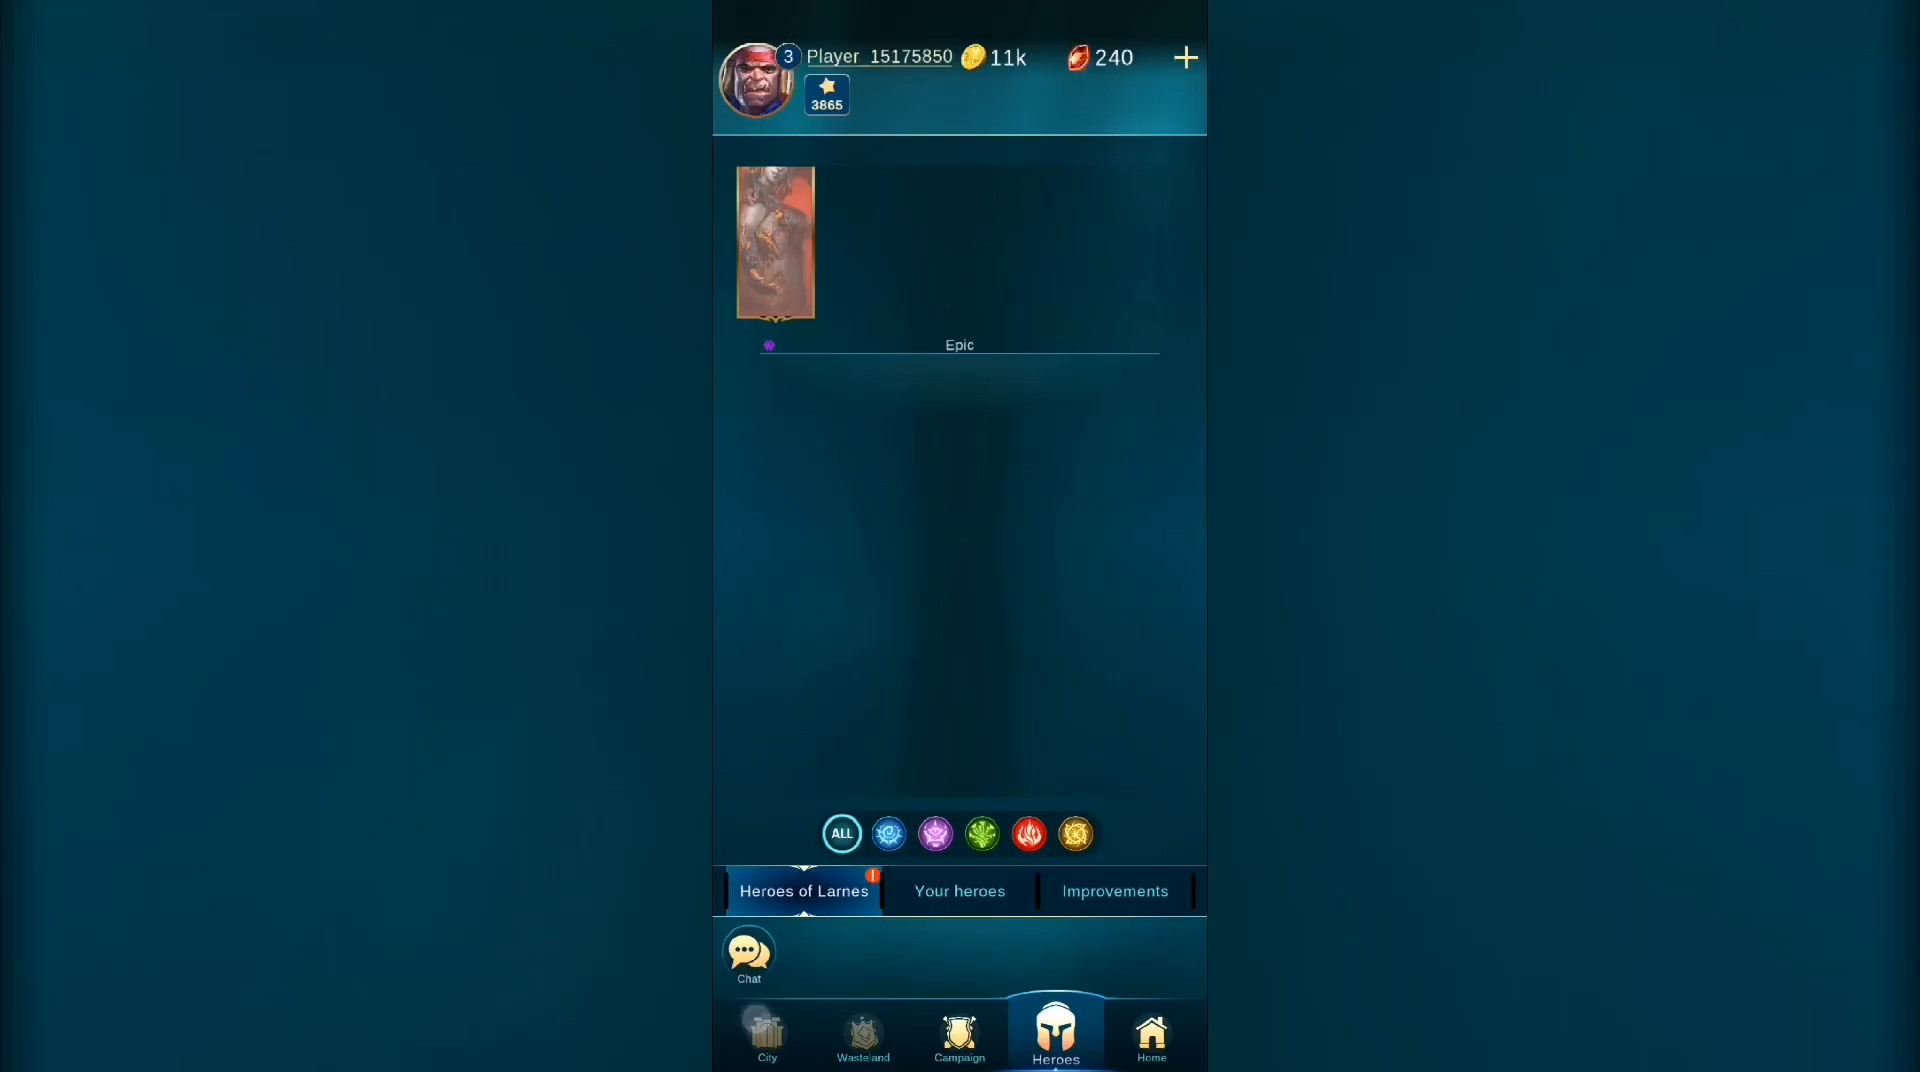 3 Player_15175850 11k 240
3865
Epic
ALL
Heroes of Larnes ! Your heroes Improvements
Chat
City Wasteland Campaign Heroes Home